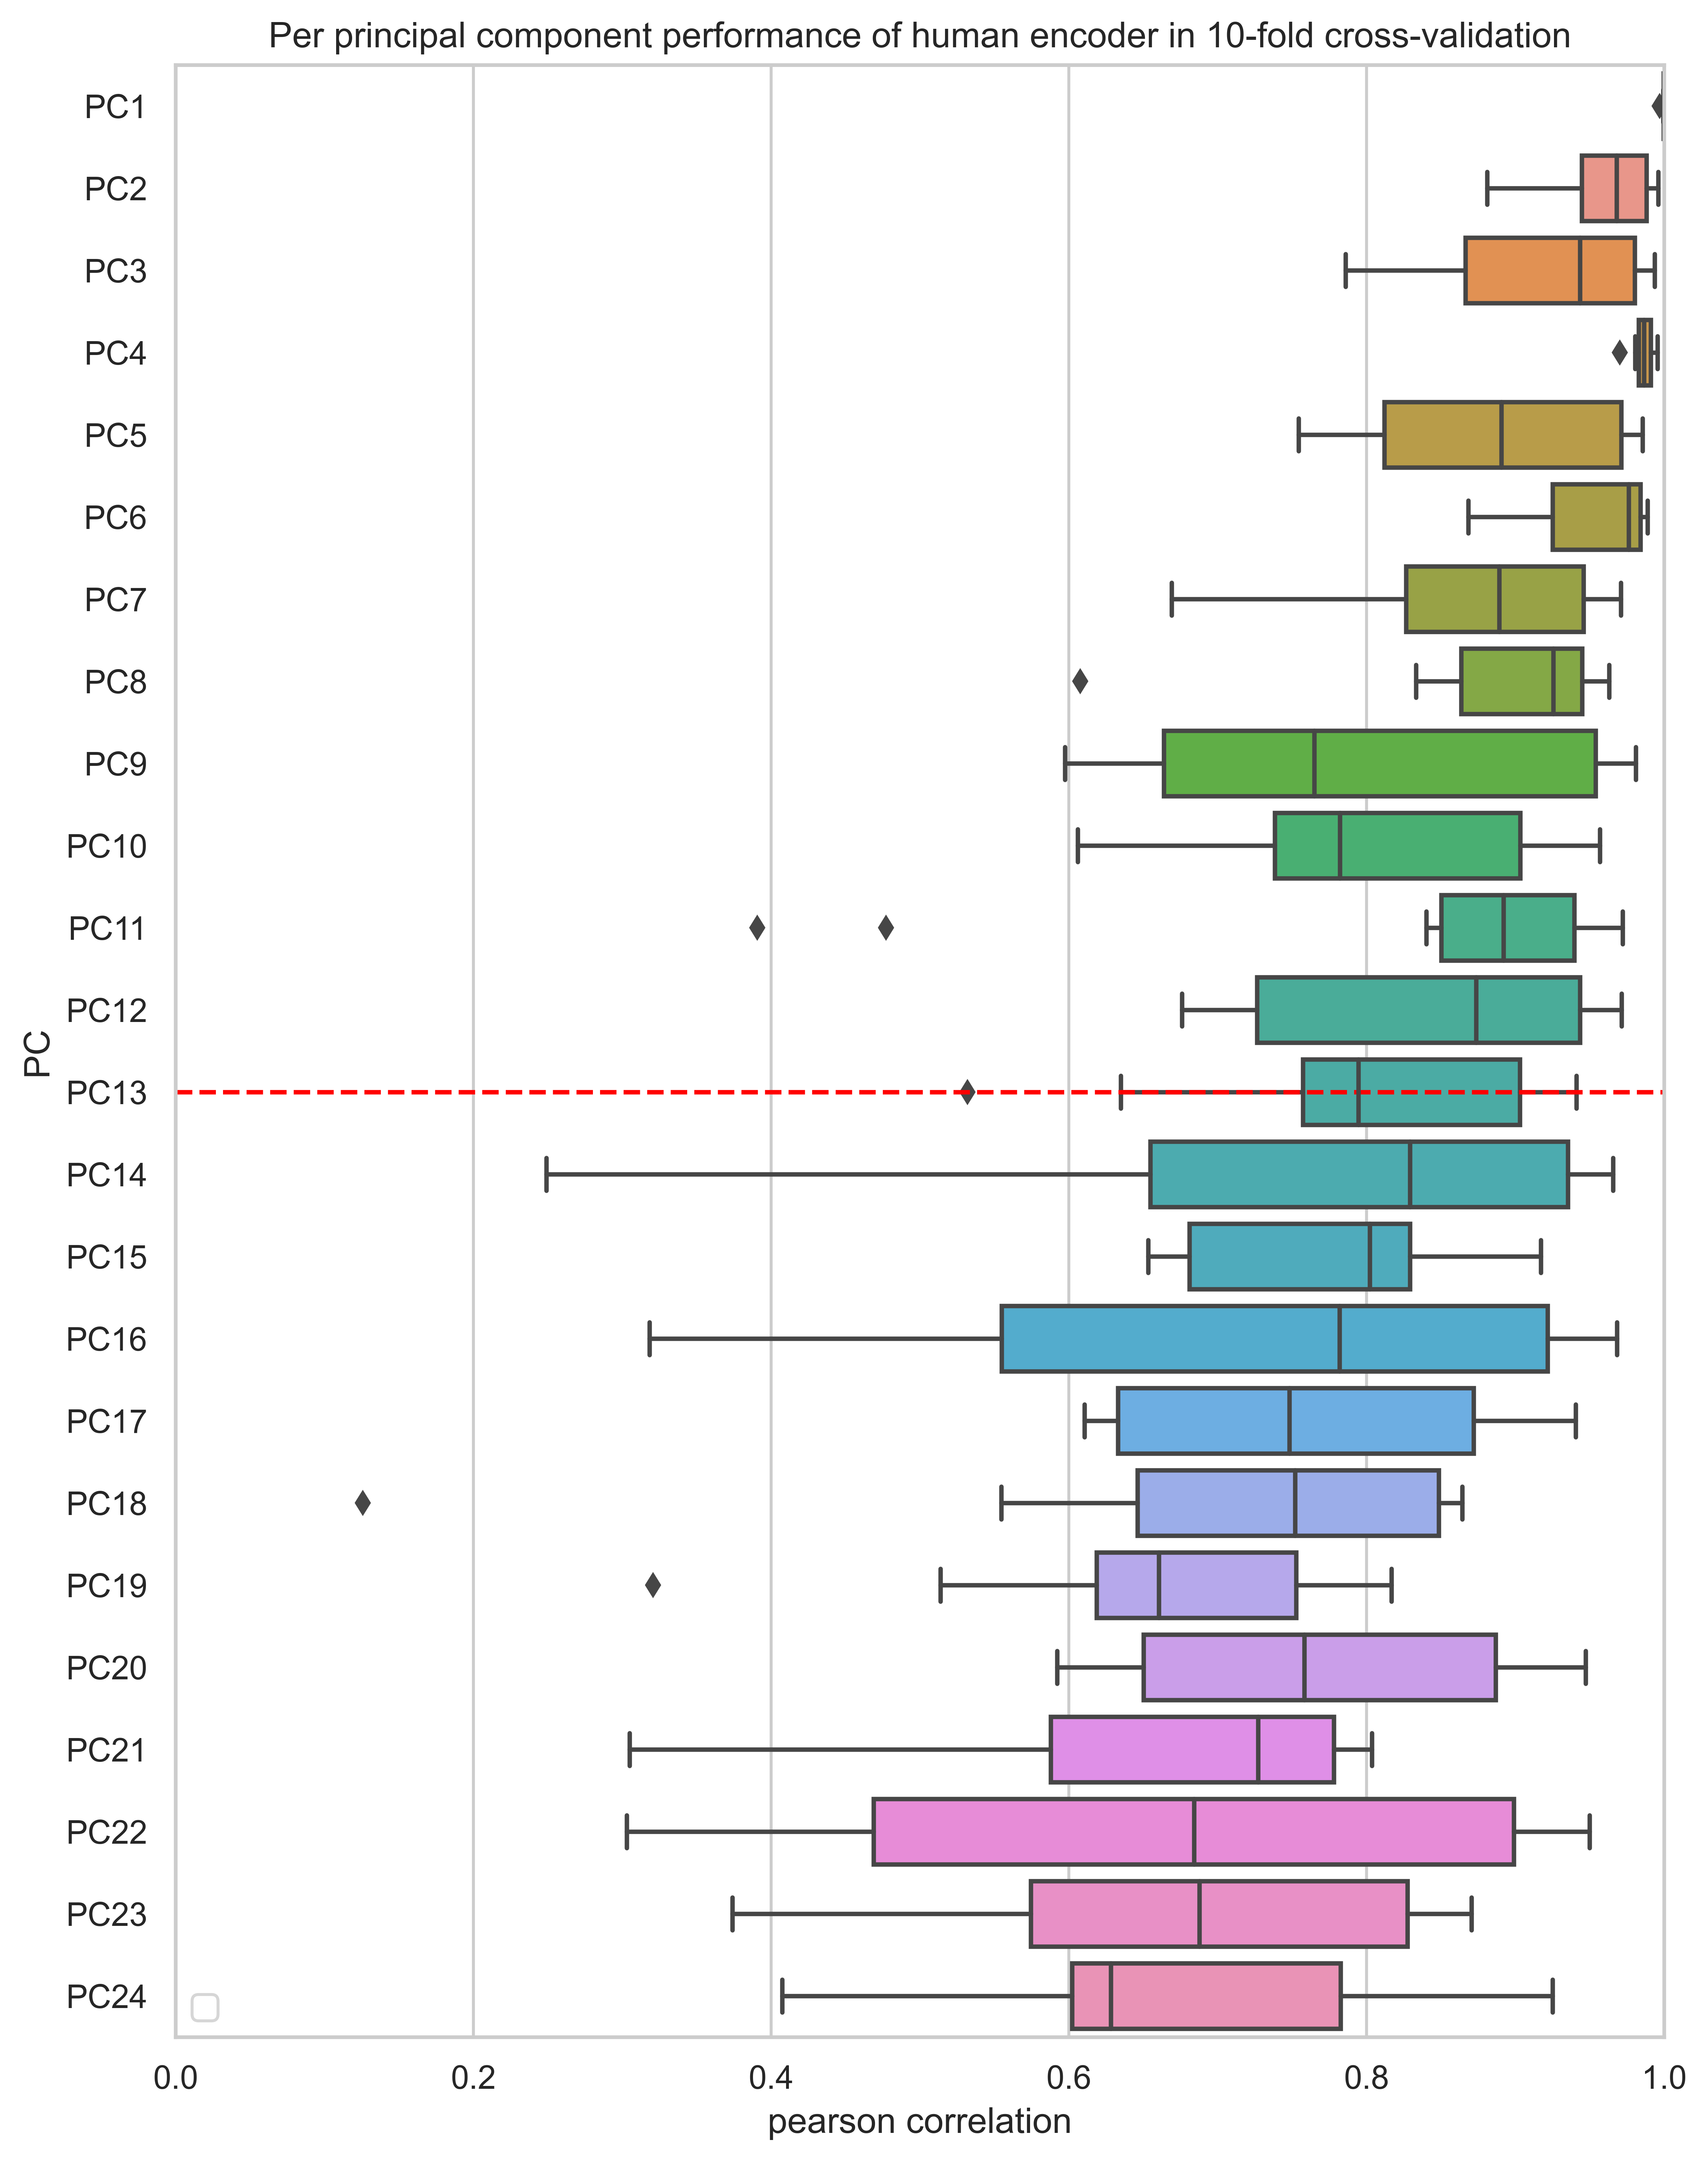 Per principal component performance of human encoder in 10-fold cross-validation
PC1
PC2
PC3
PC4
PC5
PC6
PC7
PC8
PC9
PC10
PC11
PC12
PC13
PC14
PC15
PC16
PC17
PC18
PC19
PC20
PC21
PC22
PC23
PC24
PC
0.0 0.2 0.4 0.6 0.8 1.0
pearson correlation